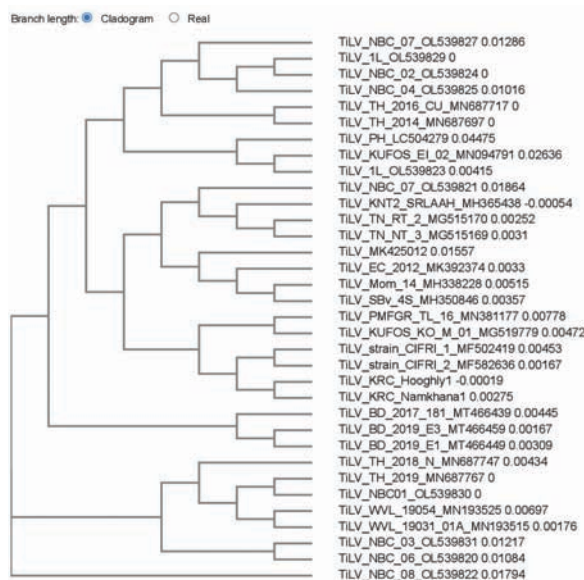 Branch length: Cladogram Real
TiLV_NBC_07_OL539827 0.01286
TiLV_1L_OL539829 0
TiLV_NBC_02_OL539824 0
TiLV_NBC_04_OL539825 0.01016
TiLV_TH_2016_CU_MN687717 0
TiLV_TH_2014_MN687697 0
TiLV_PH_LC504279 0.04475
TiLV_KUFOS_EI_02_MN094791 0.02636
TiLV_1L_OL539823 0.00415
TiLV_NBC_07_OL539821 0.01864
TiLV_KNT2_SRLAAH_MH365438 -0.00054
TiLV_TN_RT_2_MG515170 0.00252
TiLV_TN_NT_3_MG515169 0.0031
TiLV_MK425012 0.01557
TiLV_EC_2012_MK392374 0.0033
TiLV_Mom_14_MH338228 0.00515
TiLV_SBv_4S_MH350846 0.00357
TiLV_PMFGR_TL_16_MN381177 0.00778
TiLV_KUFOS_KO_M_01_MG519779 0.00472
TiLV_strain_CIFRI_1_MF502419 0.00453
TiLV_strain_CIFRI_2_MF582636 0.00167
TiLV_KRC_Hooghly1 -0.00019
TiLV_KRC_Namkhana1 0.00275
TiLV_BD_2017_181_MT466439 0.00445
TiLV_BD_2019_E3_MT466459 0.00167
TiLV_BD_2019_E1_MT466449 0.00309
TiLV_TH_2018_N_MN687747 0.00434
TiLV_TH_2019_MN687767 0
TiLV_NBC01_OL539830 0
TiLV_WVL_19054_MN193525 0.00697
TiLV_WVL_19031_01A_MN193515 0.00176
TiLV_NBC_03_OL539831 0.01217
TiLV_NBC_06_OL539820 0.01084
TiLV_NBC_08_OL539822 0.01794